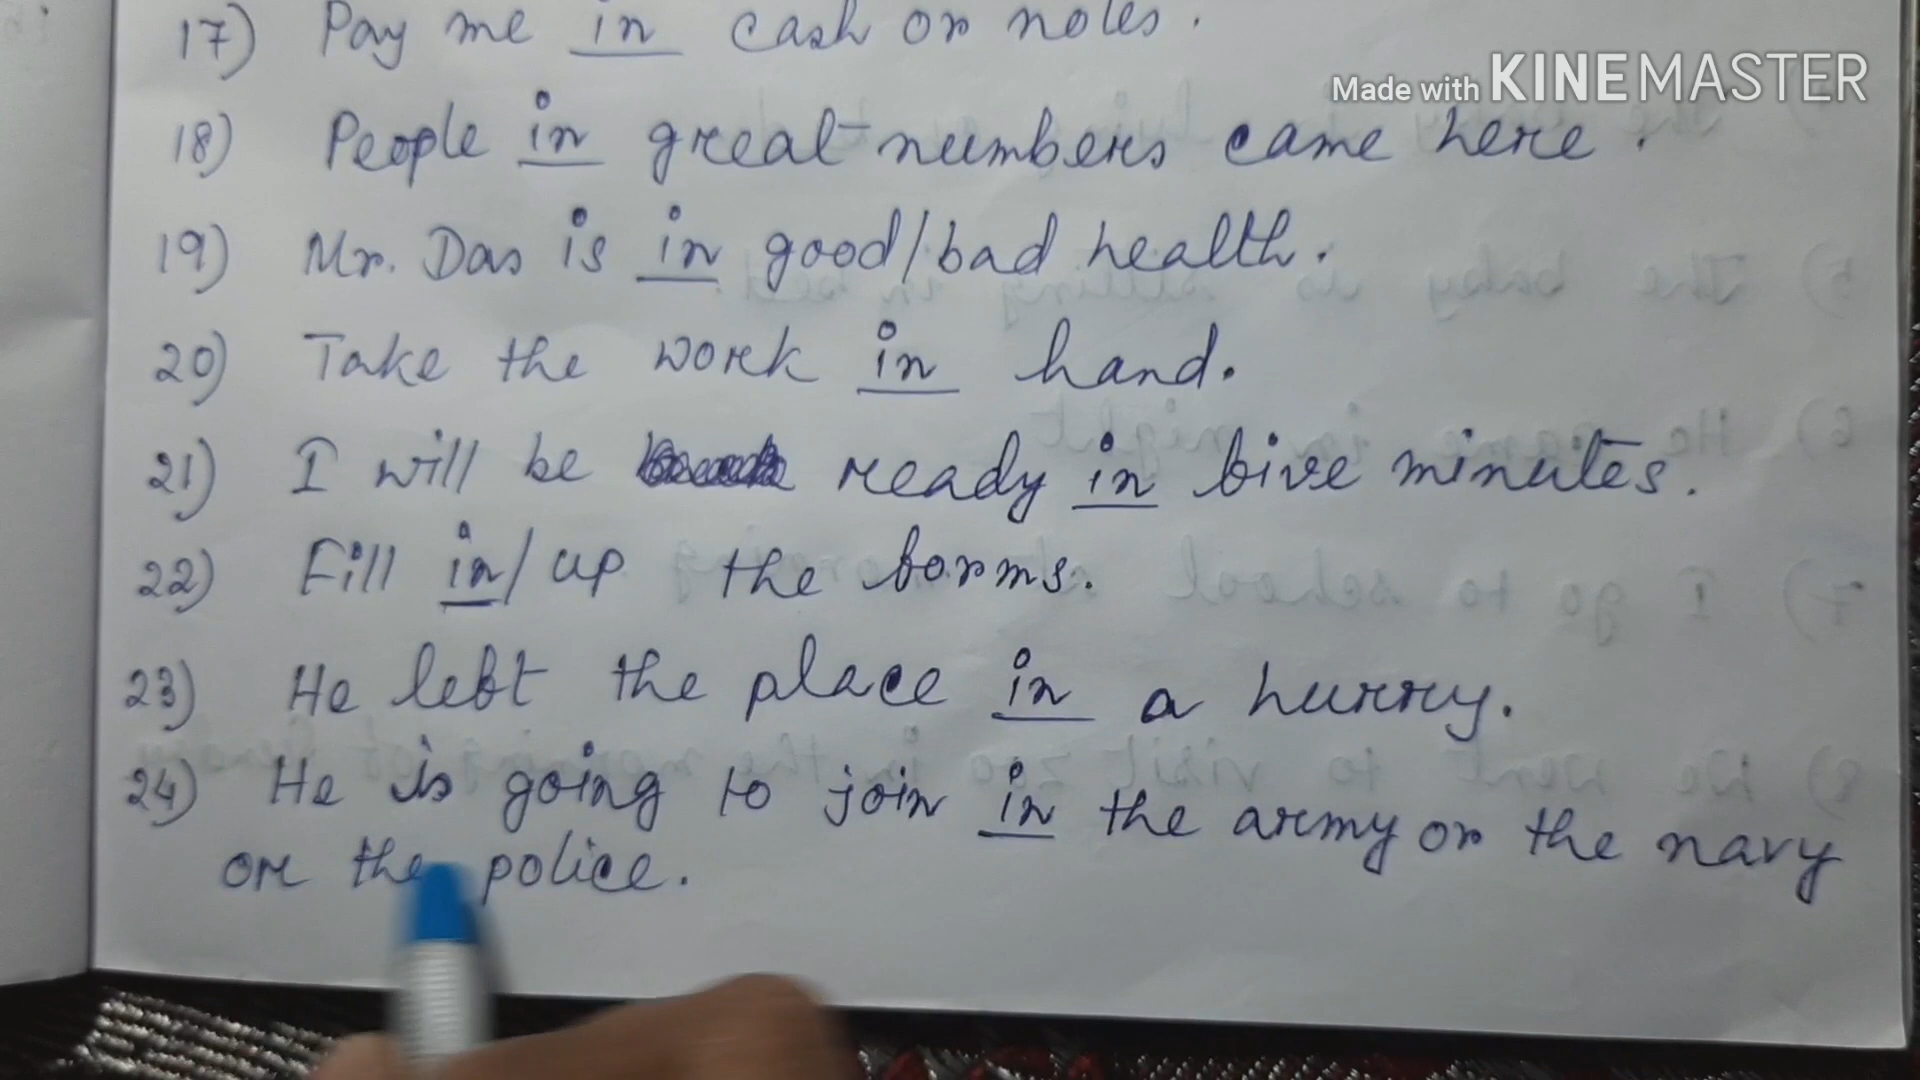 17) Pay me in cash or notes.
Made with KINEMASTER
18) People in great numbers came here.
19) Mr. Das is in good/bad health.
20) Take the work in hand.
21) I will be ready in five minutes.
22) Fill in/up the forms.
23) He left the place in a hurry.
24) He is going to join in the army or the navy
or the police.